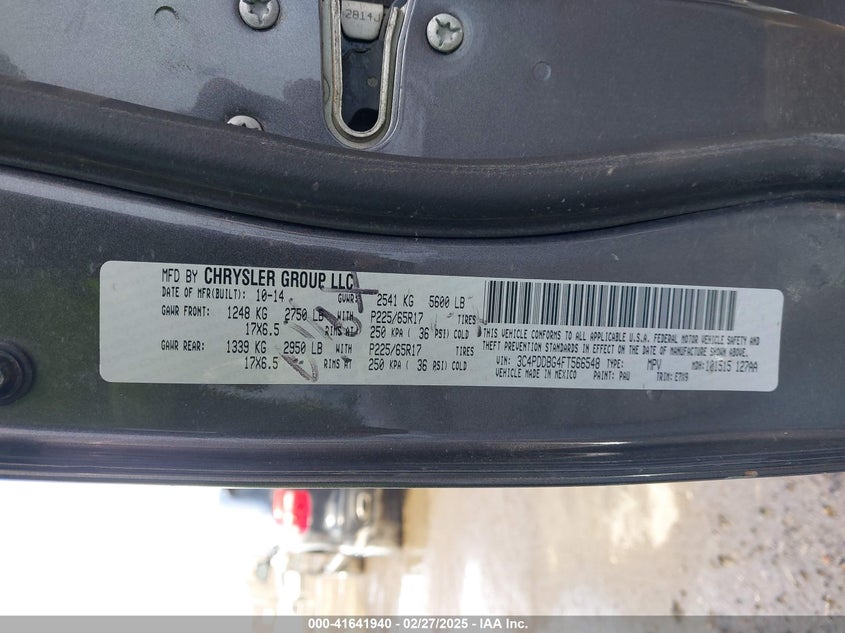 2814J
MFD BY CHRYSLER GROUP LLC
DATE OF MFR(BUILT): 10-14 GVWR: 2541 KG 5600 LB
GAWR FRONT: 1248 KG 2750 LB WITH P225/65R17 TIRES
17X6.5 RIMS AT 250 KPA ( 36 PSI) COLD
GAWR REAR: 1339 KG 2950 LB WITH P225/65R17 TIRES
17X6.5 RIMS AT 250 KPA ( 36 PSI) COLD
THIS VEHICLE CONFORMS TO ALL APPLICABLE U.S.A. FEDERAL MOTOR VEHICLE SAFETY AND
THEFT PREVENTION STANDARDS IN EFFECT ON THE DATE OF MANUFACTURE SHOWN ABOVE.
VIN: 3C4PDDBG4FT566548 TYPE: MPV MDH: 101515 127AA
VEHICLE MADE IN MEXICO PAINT: PAU TRIM: E7X9
000-41641940 - 02/27/2025 - IAA Inc.